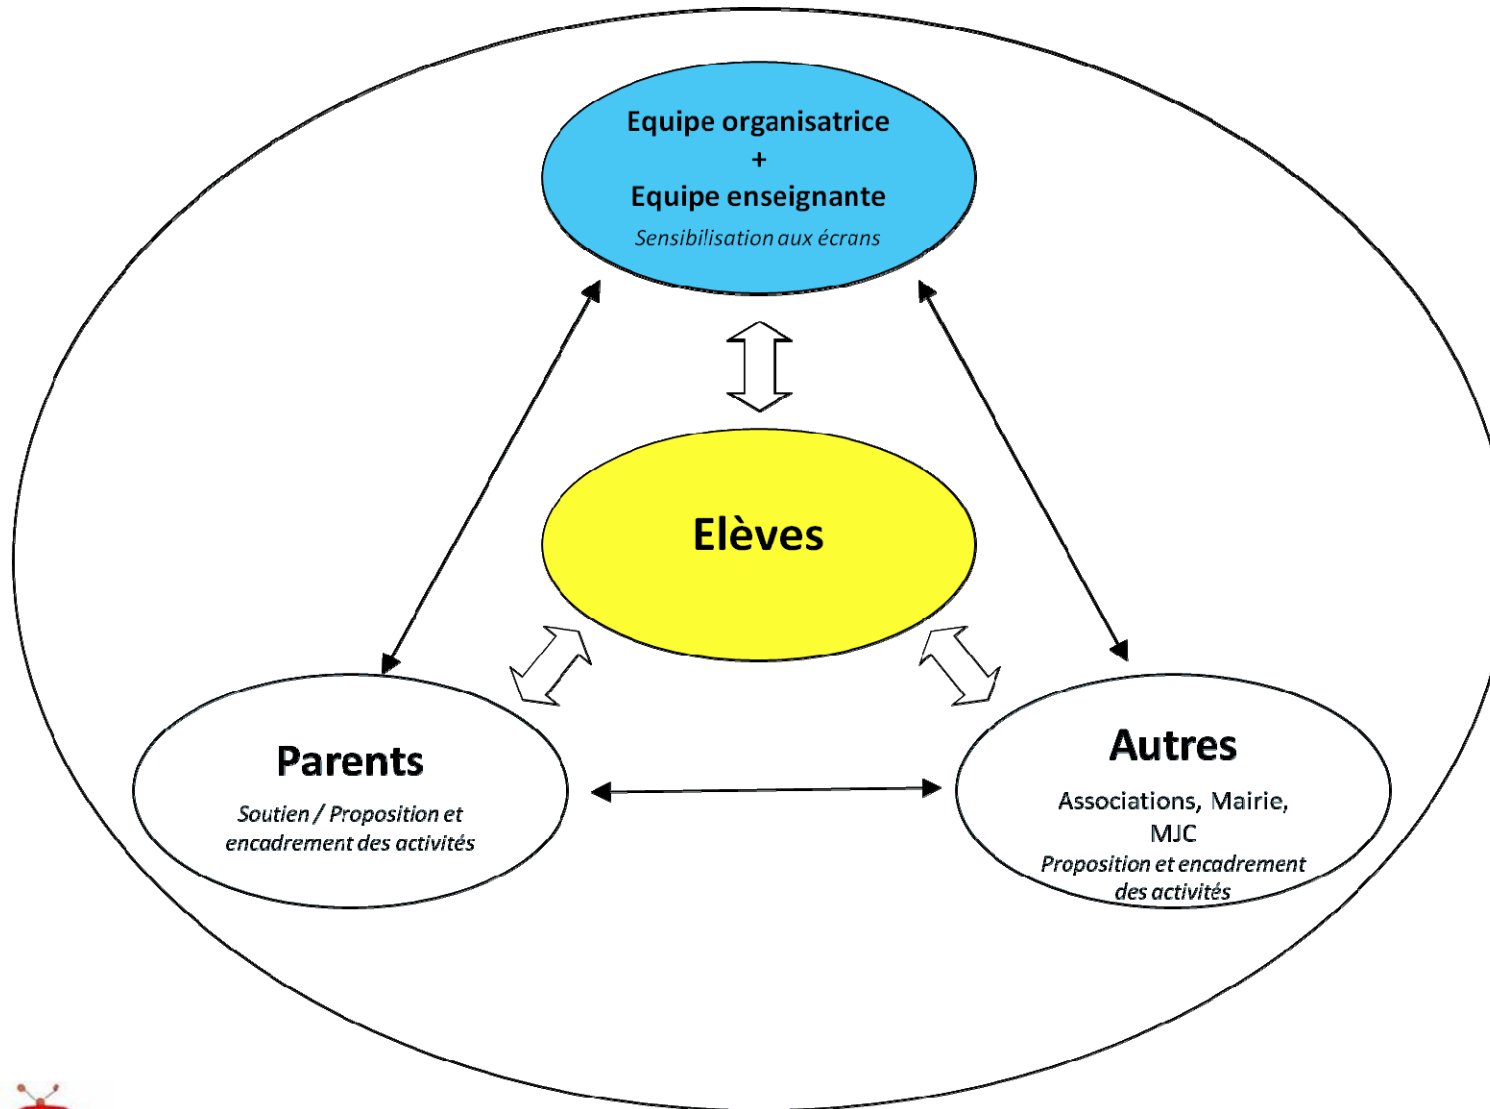 Equipe organisatrice
+
Equipe enseignante
Sensibilisation aux écrans
Elèves
Parents
Soutien / Proposition et
encadrement des activités
Autres
Associations, Mairie,
MJC
Proposition et encadrement
des activités